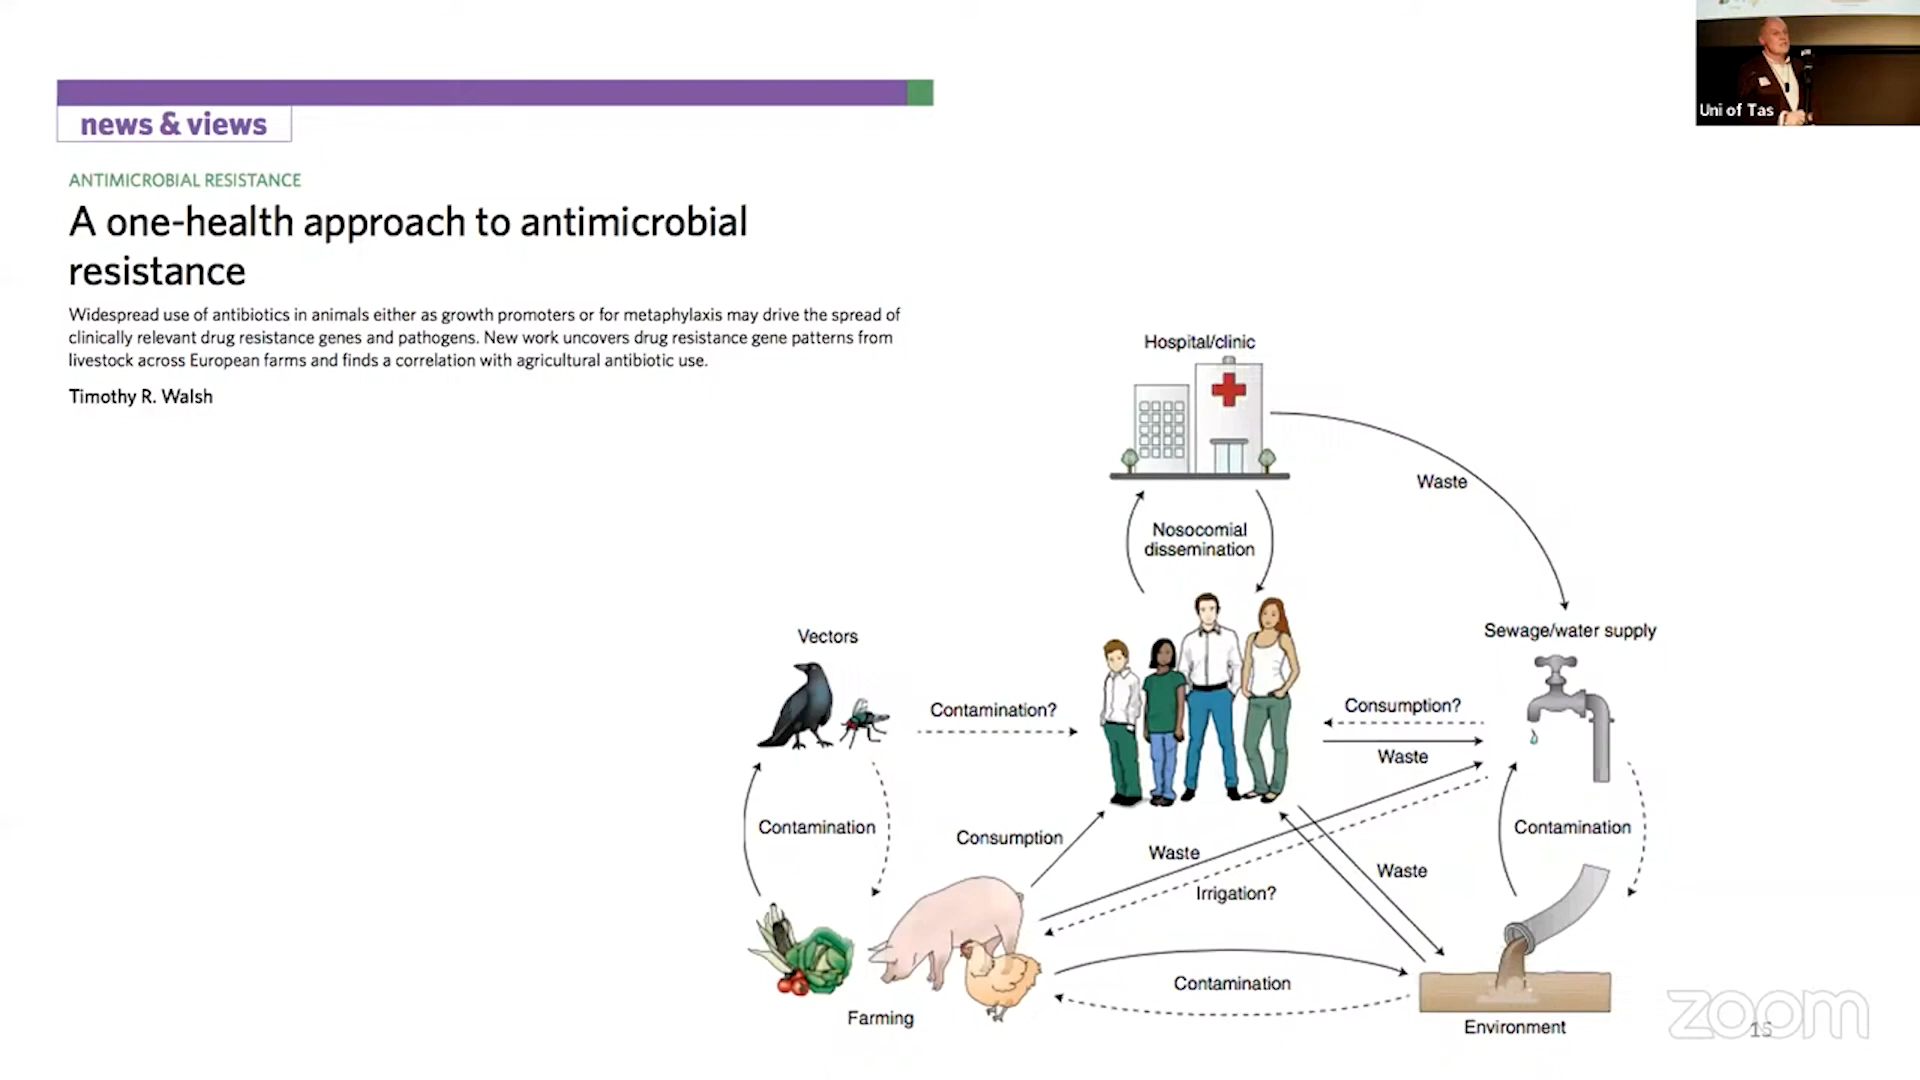 news & views
Uni of Tas
ANTIMICROBIAL RESISTANCE
A one-health approach to antimicrobial
resistance
Widespread use of antibiotics in animals either as growth promoters or for metaphylaxis may drive the spread of
clinically relevant drug resistance genes and pathogens. New work uncovers drug resistance gene patterns from
livestock across European farms and finds a correlation with agricultural antibiotic use.
Timothy R. Walsh
Hospital/clinic
Waste
Nosocomial
dissemination
Vectors
Sewage/water supply
Contamination?
Consumption?
Waste
Contamination
Consumption
Waste
Irrigation?
Waste
Contamination
Contamination
Farming
Environment
zoom
15